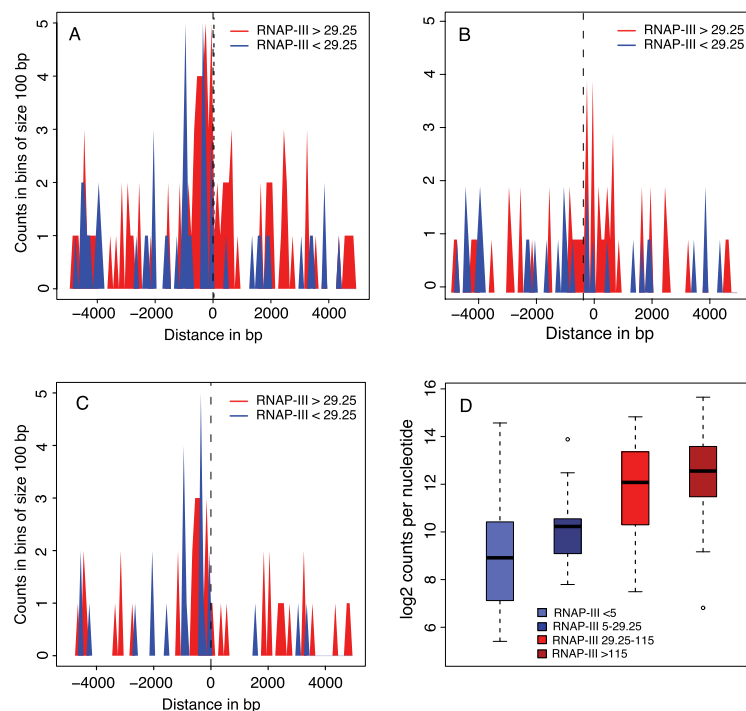 A
RNAP-III > 29.25
RNAP-III < 29.25
Counts in bins of size 100 bp
0 1 2 3 4 5
−4000 −2000 0 2000 4000
Distance in bp
B
RNAP-III > 29.25
RNAP-III < 29.25
0 1 2 3 4 5
−4000 −2000 0 2000 4000
Distance in bp
C
RNAP-III > 29.25
RNAP-III < 29.25
Counts in bins of size 100 bp
0 1 2 3 4 5
−4000 −2000 0 2000 4000
Distance in bp
D
log2 counts per nucleotide
6 8 10 12 14 16
RNAP-III <5
RNAP-III 5-29.25
RNAP-III 29.25-115
RNAP-III >115